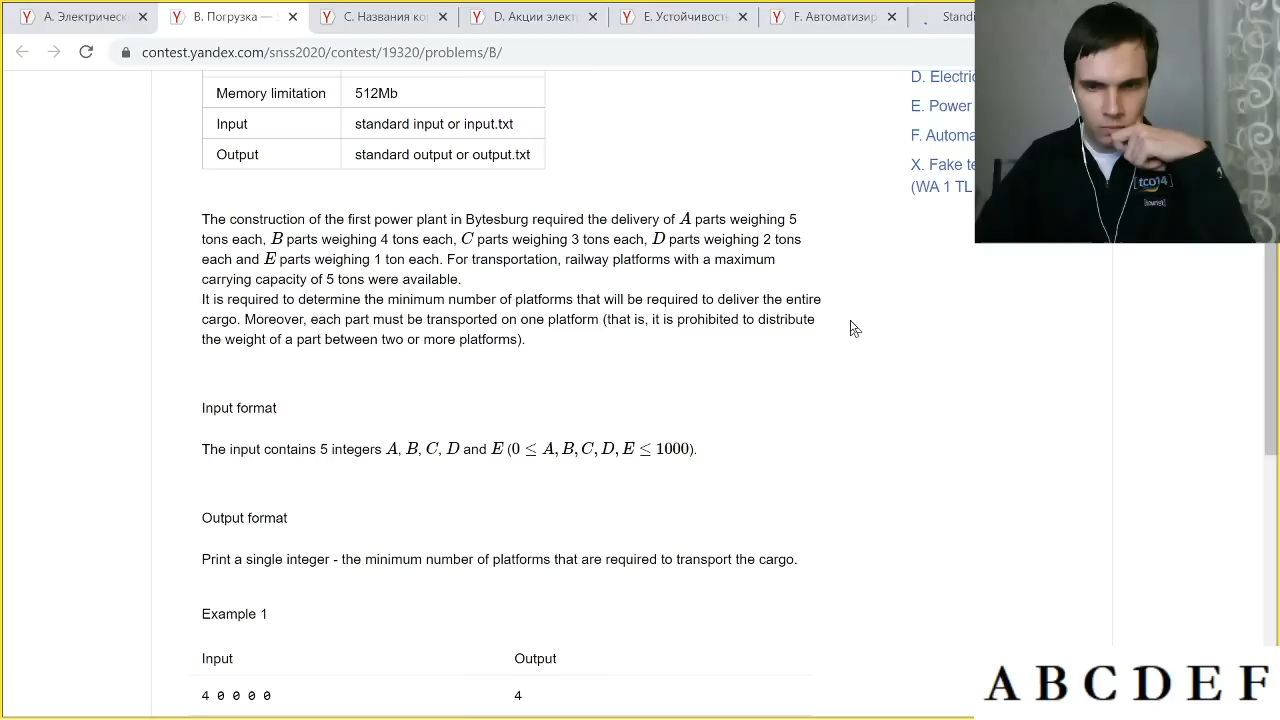 А. Электрическ
В. Погрузка —
С. Названия кор
D. Акции элект
Е. Устойчивость
F. Автоматизир
Standi
contest.yandex.com/snss2020/contest/19320/problems/B/
Memory limitation 512Mb
Input standard input or input.txt
Output standard output or output.txt
D. Electric
E. Power
F. Automa
X. Fake te
(WA 1 TL
The construction of the first power plant in Bytesburg required the delivery of A parts weighing 5
tons each, B parts weighing 4 tons each, C parts weighing 3 tons each, D parts weighing 2 tons
each and E parts weighing 1 ton each. For transportation, railway platforms with a maximum
carrying capacity of 5 tons were available.
It is required to determine the minimum number of platforms that will be required to deliver the entire
cargo. Moreover, each part must be transported on one platform (that is, it is prohibited to distribute
the weight of a part between two or more platforms).
Input format
The input contains 5 integers A, B, C, D and E (0 ≤ A, B, C, D, E ≤ 1000).
Output format
Print a single integer - the minimum number of platforms that are required to transport the cargo.
Example 1
Input Output
4 0 0 0 0 4
[tco14]
A B C D E F